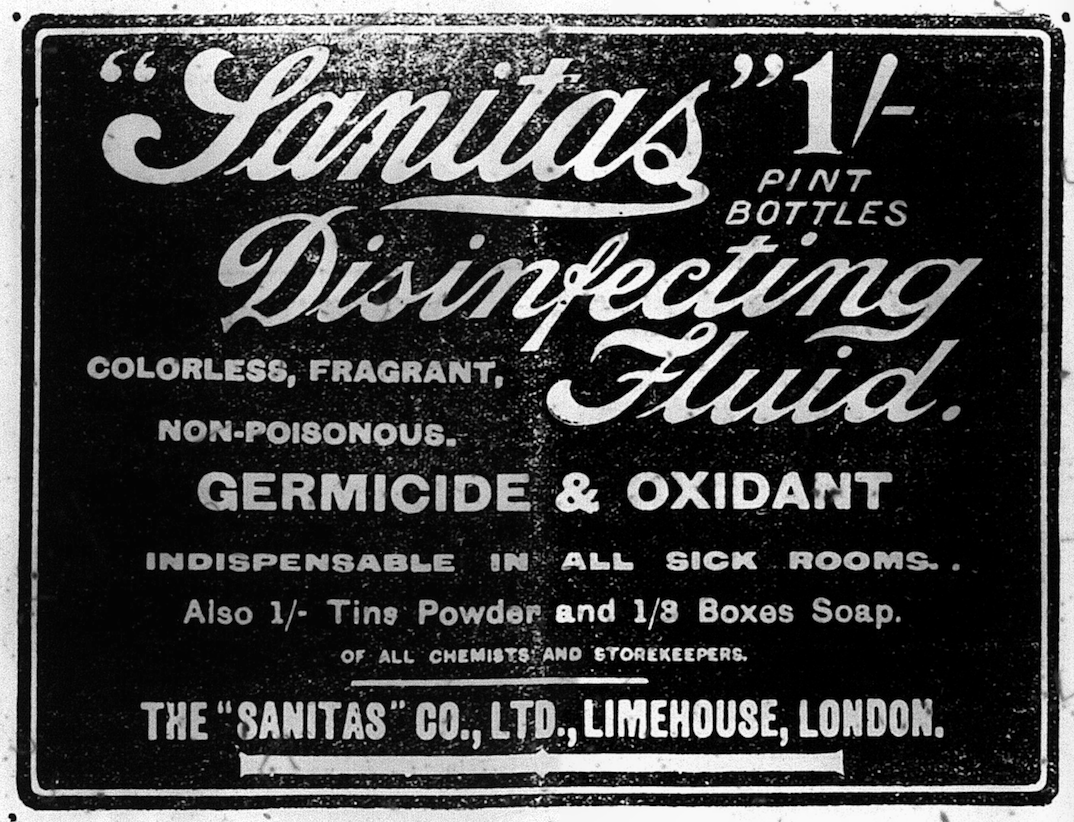 "Sanitas" 1/-
PINT
BOTTLES
Disinfecting
Fluid.
COLORLESS, FRAGRANT,
NON-POISONOUS.
GERMICIDE & OXIDANT
INDISPENSABLE IN ALL SICK ROOMS. .
Also 1/- Tins Powder and 1/3 Boxes Soap.
OF ALL CHEMISTS AND STOREKEEPERS.
THE "SANITAS" CO., LTD., LIMEHOUSE, LONDON.